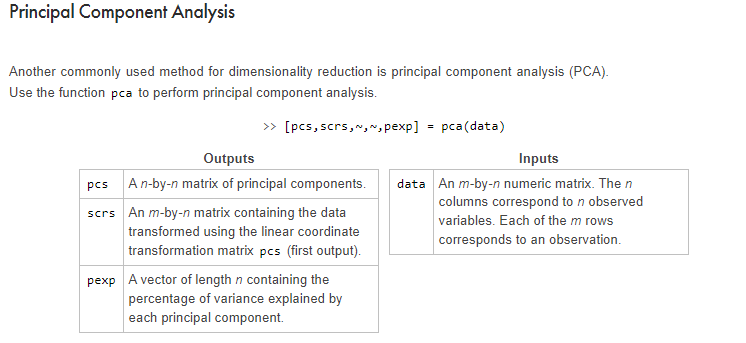 Principal Component Analysis
Another commonly used method for dimensionality reduction is principal component analysis (PCA).
Use the function pca to perform principal component analysis.
>> [pcs,scrs,~,~,pexp] = pca(data)
Outputs
pcs A n-by-n matrix of principal components.
scrs An m-by-n matrix containing the data
transformed using the linear coordinate
transformation matrix pcs (first output).
pexp A vector of length n containing the
percentage of variance explained by
each principal component.
Inputs
data An m-by-n numeric matrix. The n
columns correspond to n observed
variables. Each of the m rows
corresponds to an observation.